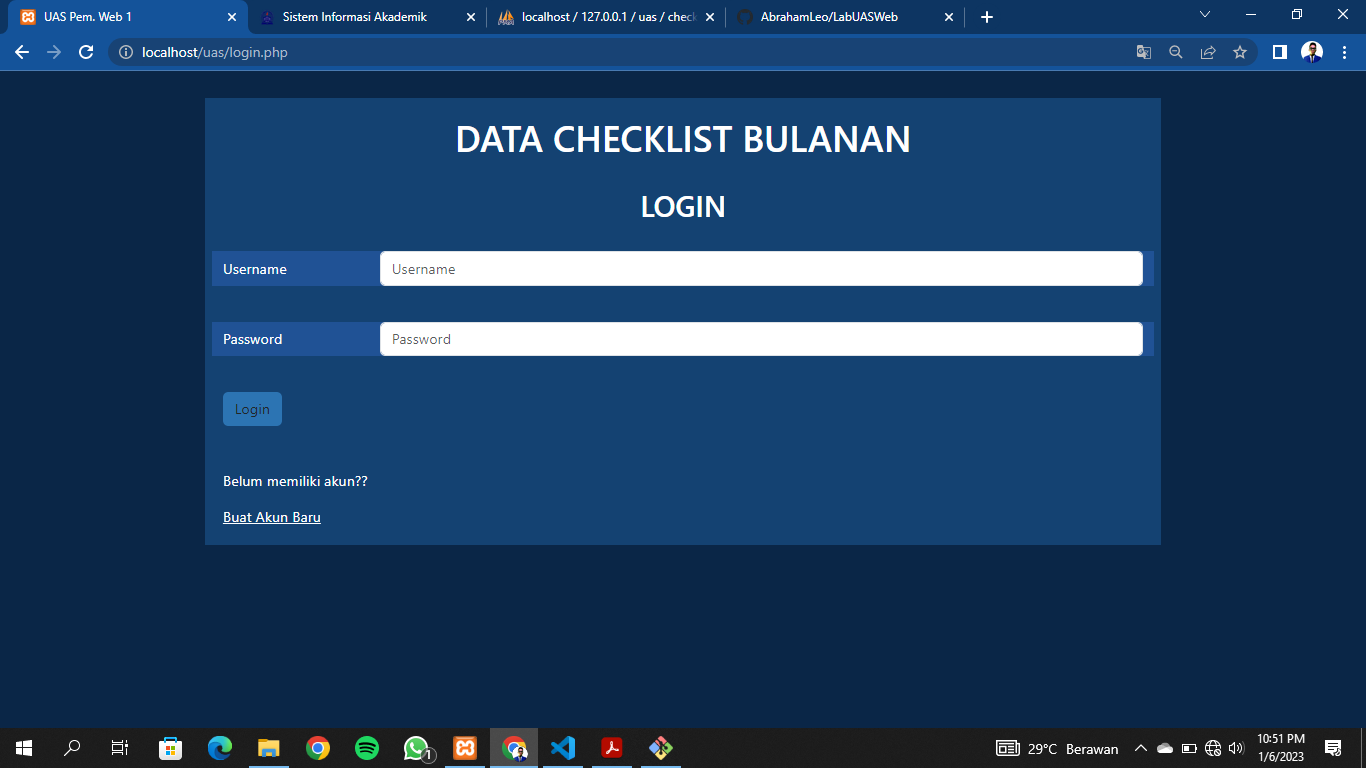 UAS Pem. Web 1
Sistem Informasi Akademik
localhost / 127.0.0.1 / uas / check
AbrahamLeo/LabUASWeb
localhost/uas/login.php
DATA CHECKLIST BULANAN
LOGIN
Username
Username
Password
Password
Login
Belum memiliki akun??
Buat Akun Baru
1
29°C Berawan
10:51 PM
1/6/2023